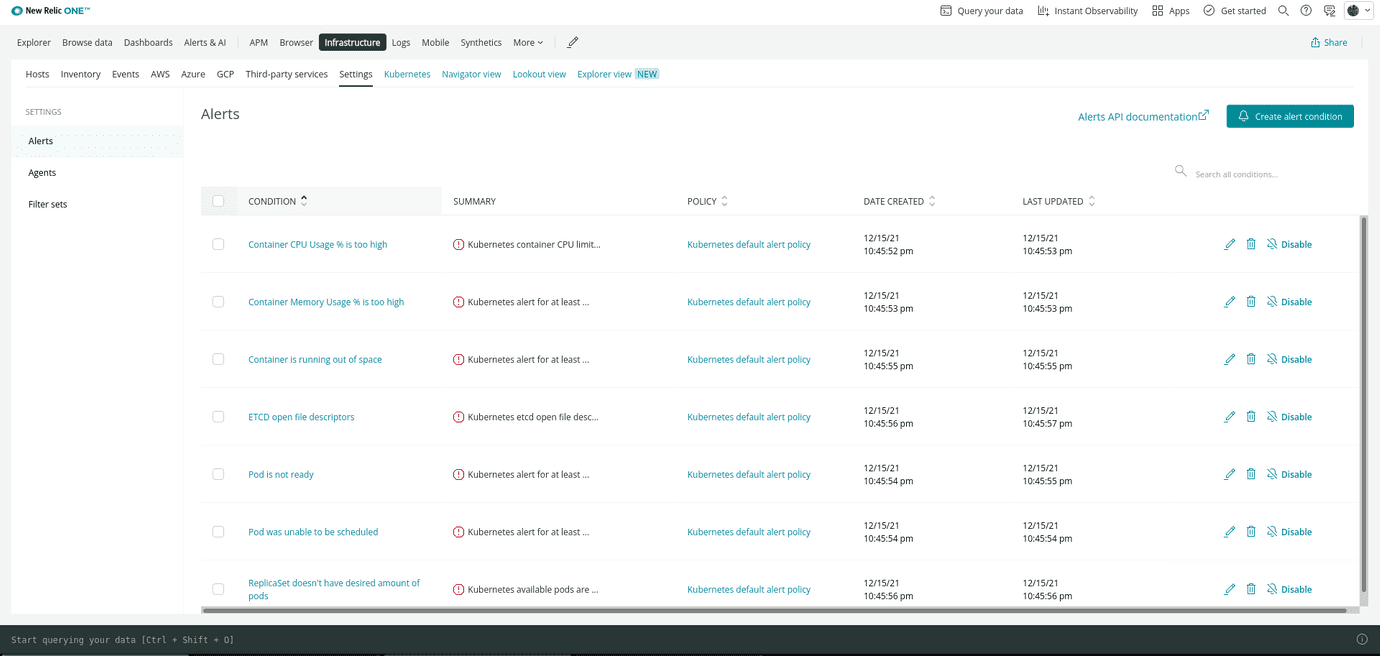 New Relic ONE™
Query your data
Instant Observability
Apps
Get started
Explorer
Browse data
Dashboards
Alerts & AI
APM
Browser
Infrastructure
Logs
Mobile
Synthetics
More
Share
Hosts
Inventory
Events
AWS
Azure
GCP
Third-party services
Settings
Kubernetes
Navigator view
Lookout view
Explorer view NEW
SETTINGS
Alerts
Agents
Filter sets
Alerts
Alerts API documentation
Create alert condition
Search all conditions...
CONDITION
SUMMARY
POLICY
DATE CREATED
LAST UPDATED
Container CPU Usage % is too high
Kubernetes container CPU limit...
Kubernetes default alert policy
12/15/21
10:45:52 pm
12/15/21
10:45:53 pm
Disable
Container Memory Usage % is too high
Kubernetes alert for at least ...
Kubernetes default alert policy
12/15/21
10:45:53 pm
12/15/21
10:45:53 pm
Disable
Container is running out of space
Kubernetes alert for at least ...
Kubernetes default alert policy
12/15/21
10:45:55 pm
12/15/21
10:45:55 pm
Disable
ETCD open file descriptors
Kubernetes etcd open file desc...
Kubernetes default alert policy
12/15/21
10:45:56 pm
12/15/21
10:45:57 pm
Disable
Pod is not ready
Kubernetes alert for at least ...
Kubernetes default alert policy
12/15/21
10:45:54 pm
12/15/21
10:45:55 pm
Disable
Pod was unable to be scheduled
Kubernetes alert for at least ...
Kubernetes default alert policy
12/15/21
10:45:54 pm
12/15/21
10:45:54 pm
Disable
ReplicaSet doesn't have desired amount of
pods
Kubernetes available pods are ...
Kubernetes default alert policy
12/15/21
10:45:56 pm
12/15/21
10:45:56 pm
Disable
Start querying your data [Ctrl + Shift + O]